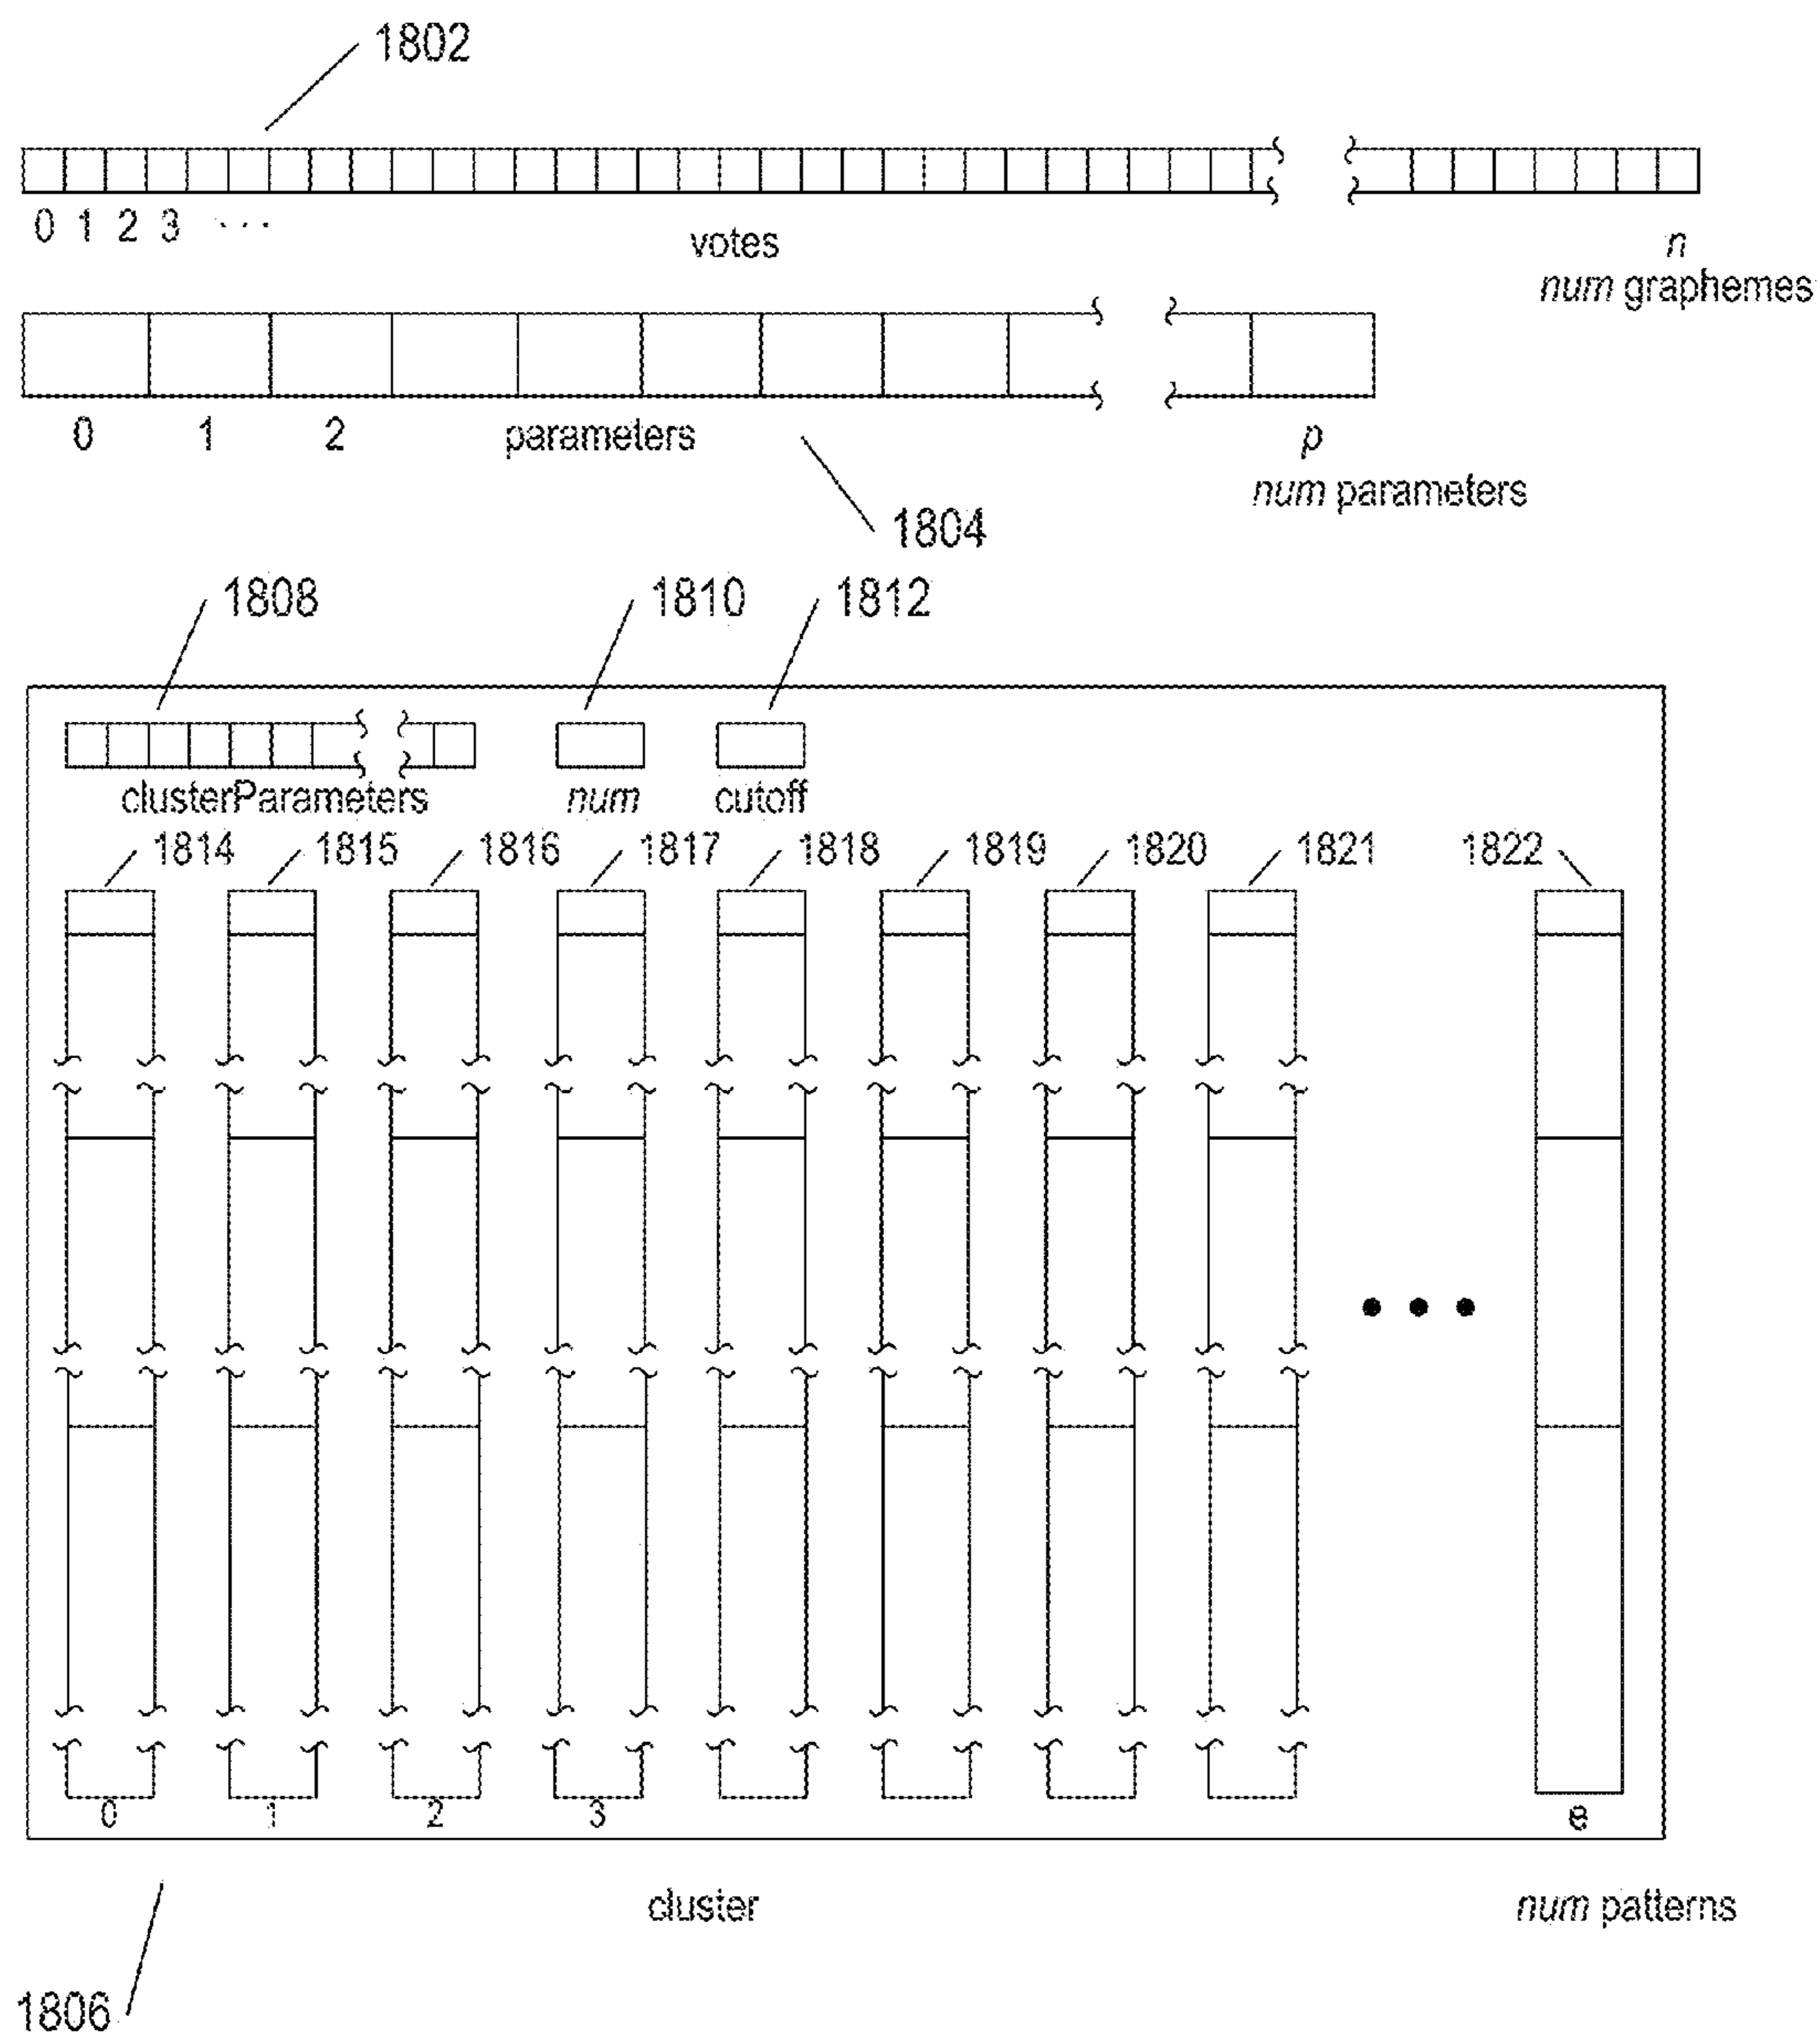 1802
0 1 2 3 ...
votes
n
num graphemes
0 1 2 parameters p
num parameters
1804
1808 1810 1812
clusterParameters num cutoff
1814 1815 1816 1817 1818 1819 1820 1821 1822
0 1 2 3 e
cluster num patterns
1806